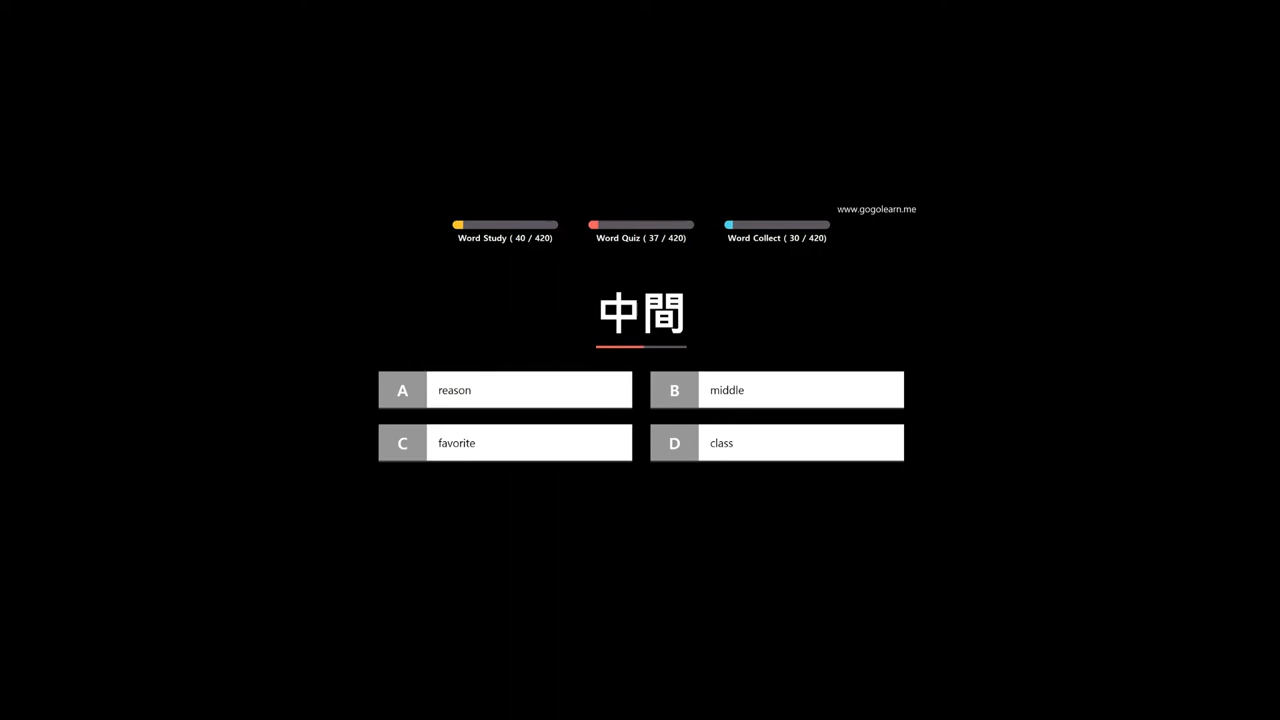 www.gogolearn.me
Word Study ( 40 / 420) Word Quiz ( 37 / 420) Word Collect ( 30 / 420)
中間
A reason
B middle
C favorite
D class